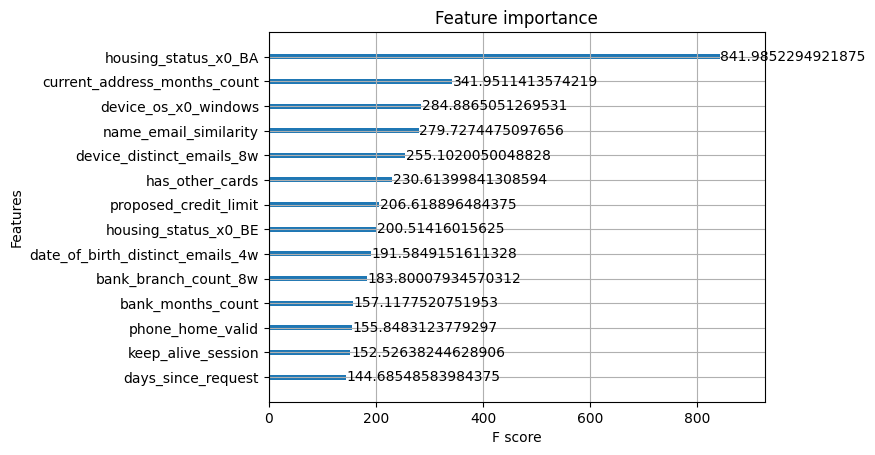 Feature importance
housing_status_x0_BA 841.9852294921875
current_address_months_count 341.9511413574219
device_os_x0_windows 284.8865051269531
name_email_similarity 279.7274475097656
device_distinct_emails_8w 255.1020050048828
has_other_cards 230.61399841308594
proposed_credit_limit 206.618896484375
housing_status_x0_BE 200.51416015625
date_of_birth_distinct_emails_4w 191.5849151611328
bank_branch_count_8w 183.80007934570312
bank_months_count 157.1177520751953
phone_home_valid 155.8483123779297
keep_alive_session 152.52638244628906
days_since_request 144.68548583984375
Features
0 200 400 600 800
F score